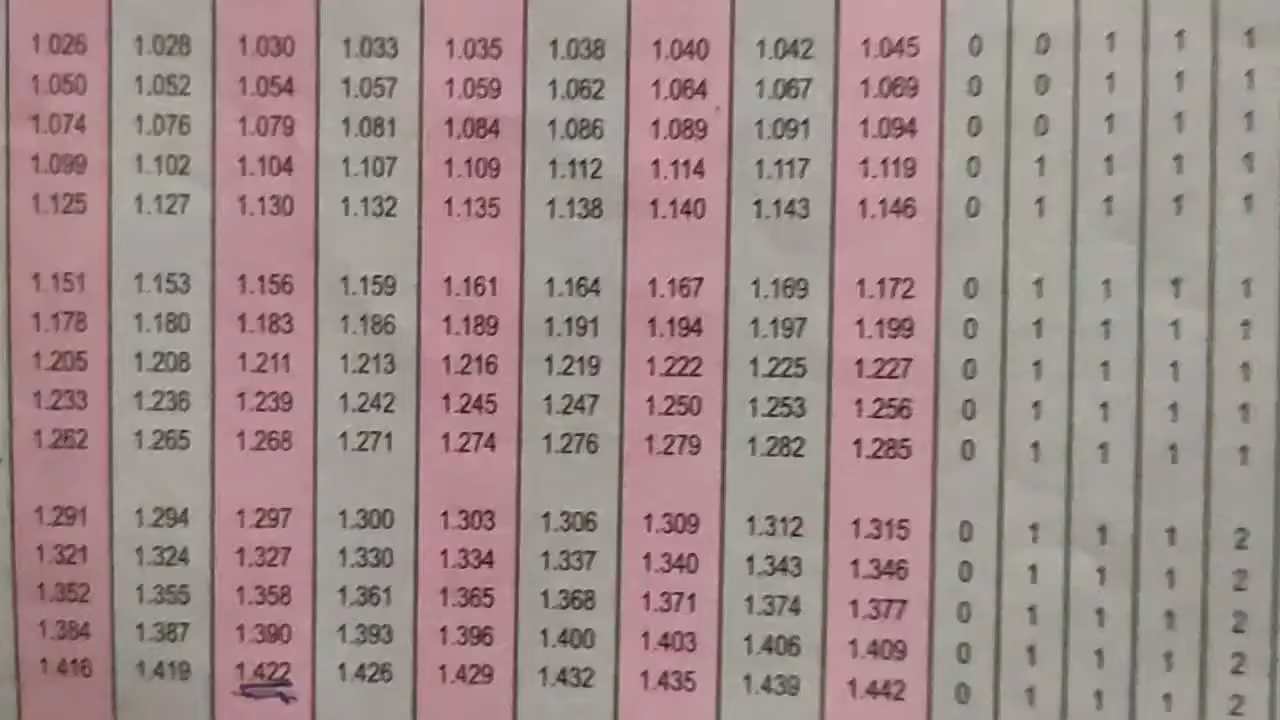 1.026 1.028 1.030 1.033 1.035 1.038 1.040 1.042 1.045 0 0 1 1 1
1.050 1.052 1.054 1.057 1.059 1.062 1.064 1.067 1.069 0 0 1 1 1
1.074 1.076 1.079 1.081 1.084 1.086 1.089 1.091 1.094 0 0 1 1 1
1.099 1.102 1.104 1.107 1.109 1.112 1.114 1.117 1.119 0 1 1 1 1
1.125 1.127 1.130 1.132 1.135 1.138 1.140 1.143 1.146 0 1 1 1 1
1.151 1.153 1.156 1.159 1.161 1.164 1.167 1.169 1.172 0 1 1 1 1
1.178 1.180 1.183 1.186 1.189 1.191 1.194 1.197 1.199 0 1 1 1 1
1.205 1.208 1.211 1.213 1.216 1.219 1.222 1.225 1.227 0 1 1 1 1
1.233 1.236 1.239 1.242 1.245 1.247 1.250 1.253 1.256 0 1 1 1 1
1.262 1.265 1.268 1.271 1.274 1.276 1.279 1.282 1.285 0 1 1 1 1
1.291 1.294 1.297 1.300 1.303 1.306 1.309 1.312 1.315 0 1 1 1 2
1.321 1.324 1.327 1.330 1.334 1.337 1.340 1.343 1.346 0 1 1 1 2
1.352 1.355 1.358 1.361 1.365 1.368 1.371 1.374 1.377 0 1 1 1 2
1.384 1.387 1.390 1.393 1.396 1.400 1.403 1.406 1.409 0 1 1 1 2
1.416 1.419 1.422 1.426 1.429 1.432 1.435 1.439 1.442 0 1 1 1 2